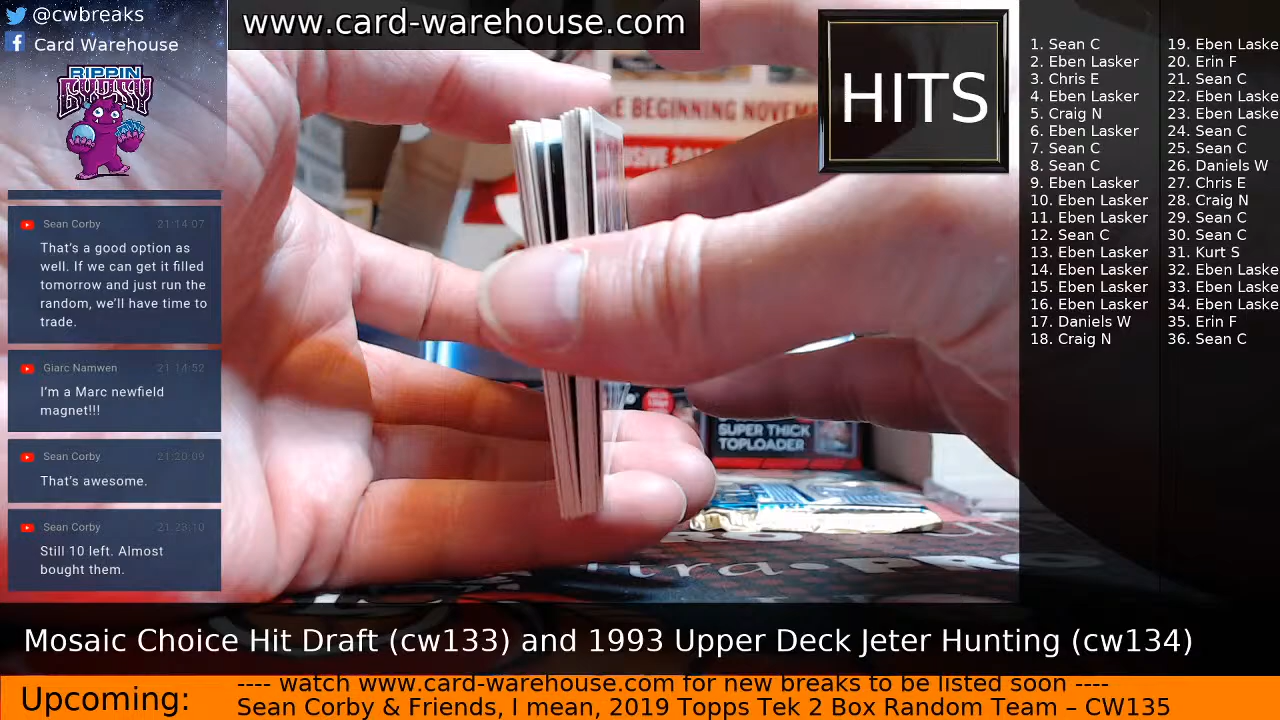 @cwbreaks
Card Warehouse
RIPPIN
www.card-warehouse.com
HITS
1. Sean C
2. Eben Lasker
3. Chris E
4. Eben Lasker
5. Craig N
6. Eben Lasker
7. Sean C
8. Sean C
9. Eben Lasker
10. Eben Lasker
11. Eben Lasker
12. Sean C
13. Eben Lasker
14. Eben Lasker
15. Eben Lasker
16. Eben Lasker
17. Daniels W
18. Craig N
19. Eben Laske
20. Erin F
21. Sean C
22. Eben Laske
23. Eben Laske
24. Sean C
25. Sean C
26. Daniels W
27. Chris E
28. Craig N
29. Sean C
30. Sean C
31. Kurt S
32. Eben Laske
33. Eben Laske
34. Eben Laske
35. Erin F
36. Sean C
Sean Corby 21:14:07
That's a good option as
well. If we can get it filled
tomorrow and just run the
random, we'll have time to
trade.
Giarc Namwen 21:14:52
I'm a Marc newfield
magnet!!!
Sean Corby 21:20:09
That's awesome.
Sean Corby 21:23:10
Still 10 left. Almost
bought them.
BEGINNING NOVEM
SUPER THICK
TOPLOADER
Mosaic Choice Hit Draft (cw133) and 1993 Upper Deck Jeter Hunting (cw134)
Upcoming:
---- watch www.card-warehouse.com for new breaks to be listed soon ----
Sean Corby & Friends, I mean, 2019 Topps Tek 2 Box Random Team – CW135